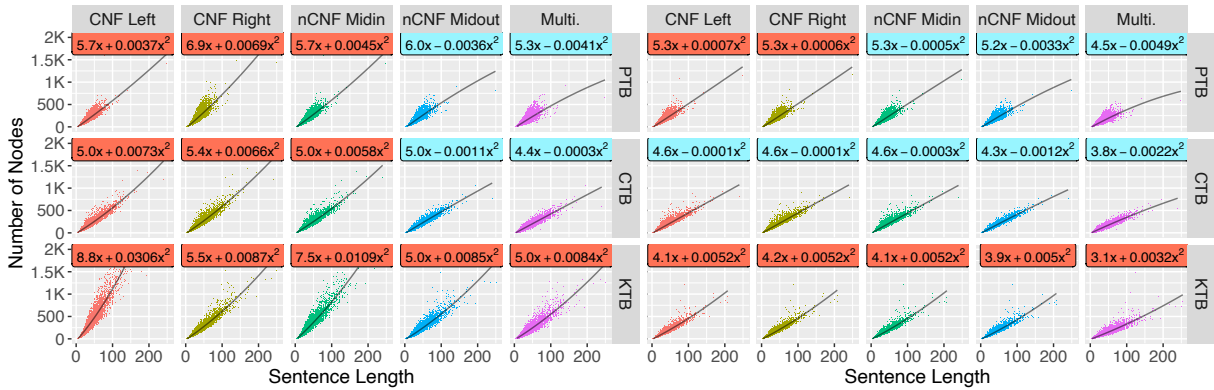 CNF Left CNF Right nCNF Midin nCNF Midout Multi. CNF Left CNF Right nCNF Midin nCNF Midout Multi.
2K 5.7x + 0.0037x² 6.9x + 0.0069x² 5.7x + 0.0045x² 6.0x − 0.0036x² 5.3x − 0.0041x² PTB 5.3x + 0.0007x² 5.3x + 0.0006x² 5.3x − 0.0005x² 5.2x − 0.0033x² 4.5x − 0.0049x² PTB
1.5K
1K
500
0
2K 5.0x + 0.0073x² 5.4x + 0.0066x² 5.0x + 0.0058x² 5.0x − 0.0011x² 4.4x − 0.0003x² CTB 4.6x − 0.0001x² 4.6x − 0.0001x² 4.6x − 0.0003x² 4.3x − 0.0012x² 3.8x − 0.0022x² CTB
1.5K
1K
500
0
2K 8.8x + 0.0306x² 5.5x + 0.0087x² 7.5x + 0.0109x² 5.0x + 0.0085x² 5.0x + 0.0084x² KTB 4.1x + 0.0052x² 4.2x + 0.0052x² 4.1x + 0.0052x² 3.9x + 0.005x² 3.1x + 0.0032x² KTB
1.5K
1K
500
0
Number of Nodes
0 100 200 0 100 200 0 100 200 0 100 200 0 100 200 0 100 200 0 100 200 0 100 200 0 100 200 0 100 200
Sentence Length Sentence Length